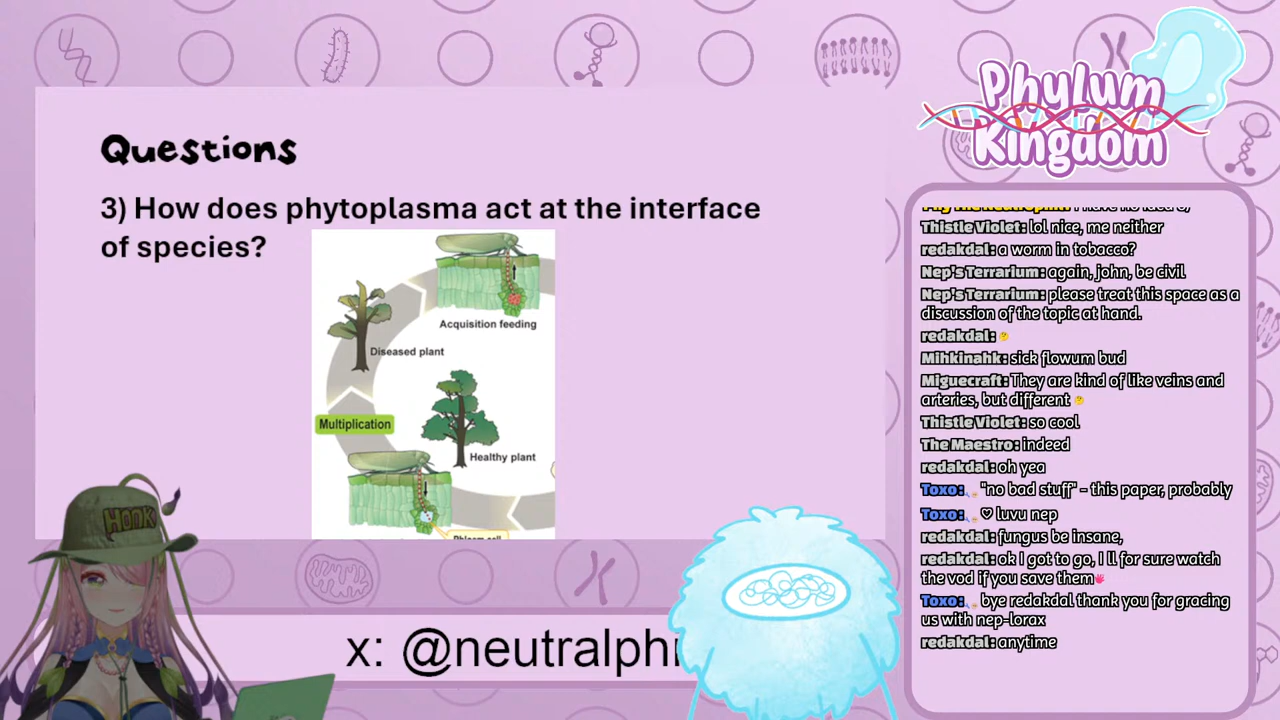 Questions
3) How does phytoplasma act at the interface
of species?
Acquisition feeding
Diseased plant
Multiplication
Healthy plant
HONK
x: @neutralph
Phylum
Kingdom
I have no idea
Thistle Violet: lol nice, me neither
redakdal: a worm in tobacco?
Nep's Terrarium: again, john, be civil
Nep's Terrarium: please treat this space as a
discussion of the topic at hand.
redakdal: 🤔
Mihkinahk: sick flowum bud
Miguecraft: They are kind of like veins and
arteries, but different 🤔
Thistle Violet: so cool
The Maestro: indeed
redakdal: oh yea
Toxo: "no bad stuff" - this paper, probably
Toxo: ♡ luvu nep
redakdal: fungus be insane,
redakdal: ok I got to go, I ll for sure watch
the vod if you save them
Toxo: bye redakdal thank you for gracing
us with nep-lorax
redakdal: anytime